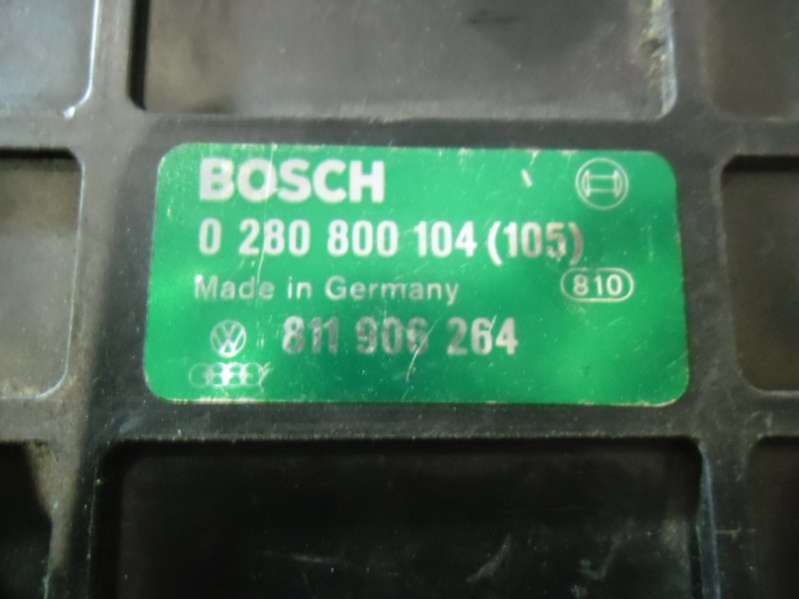 BOSCH
0 280 800 104 (105)
Made in Germany 810
811 906 264